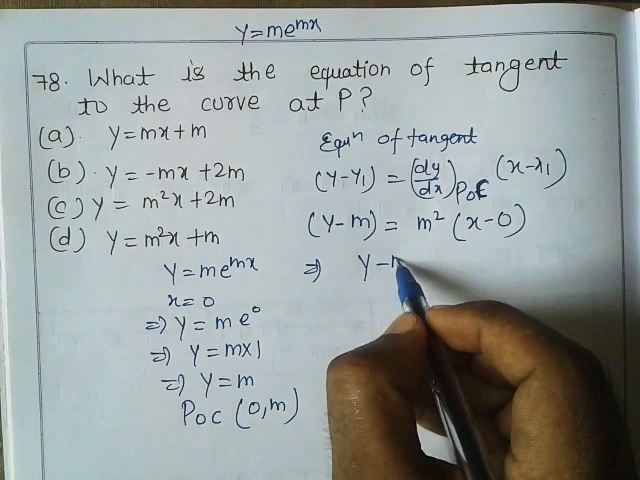 y=me^mx
78. What is the equation of tangent
to the curve at P?
(a). y=mx+m
(b). y=-mx+2m
(c) y= m²x+2m
(d) y=m²x+m
y=me^mx
x=0
⇒ y=me⁰
⇒ y=mx1
⇒ y=m
POC (0,m)
Equⁿ of tangent
(y-y₁) = (dy/dx)POC (x-x₁)
(y-m) = m² (x-0)
⇒ y-